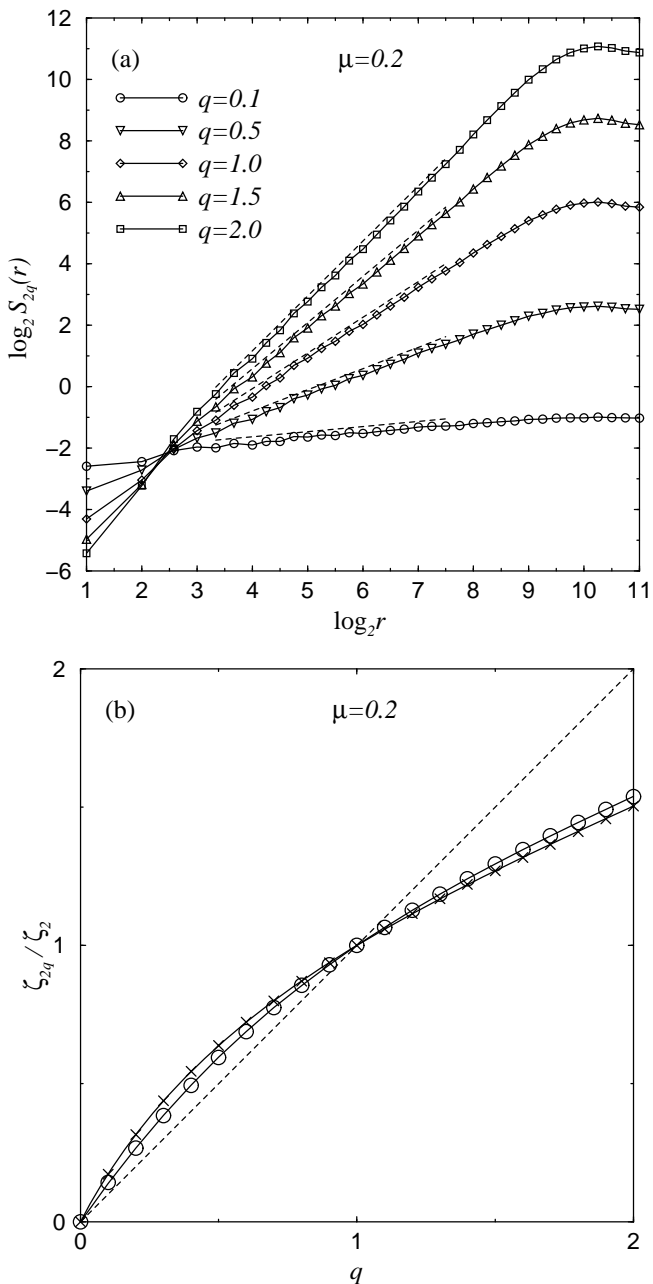 12
10
8
6
4
2
0
−2
−4
−6
(a)
μ=0.2
q=0.1
q=0.5
q=1.0
q=1.5
q=2.0
log₂ S₂q(r)
1 2 3 4 5 6 7 8 9 10 11
log₂r
2
1
0
(b)
μ=0.2
ζ₂q / ζ₂
0 1 2
q